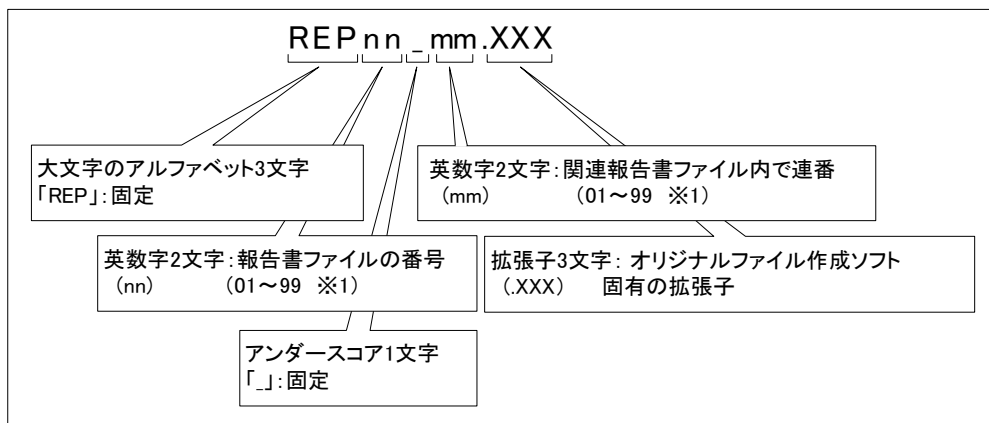 REPnn_mm.XXX
大文字のアルファベット3文字
「REP」:固定
英数字2文字:関連報告書ファイル内で連番
(mm) (01～99 ※1)
英数字2文字:報告書ファイルの番号
(nn) (01～99 ※1)
拡張子3文字: オリジナルファイル作成ソフト
(.XXX) 固有の拡張子
アンダースコア1文字
「_」:固定